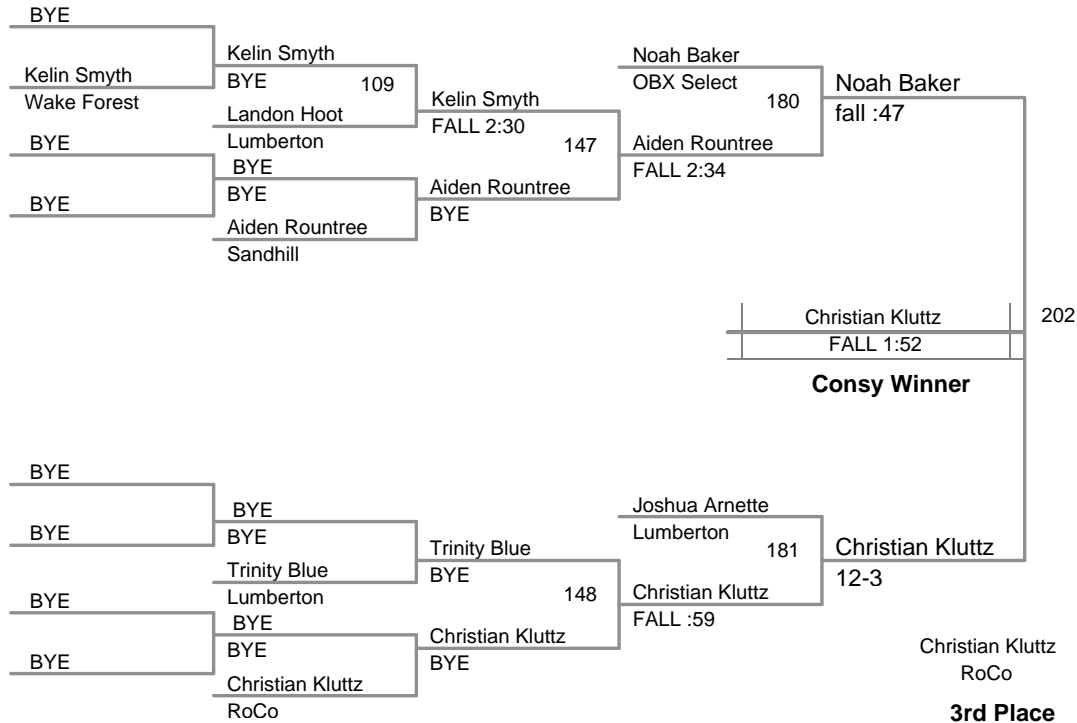 BYE
Kelin Smyth
Wake Forest
BYE
BYE
Kelin Smyth
BYE
109
Landon Hoot
Lumberton
BYE
BYE
Aiden Rountree
Sandhill
Kelin Smyth
FALL 2:30
147
Aiden Rountree
BYE
Noah Baker
OBX Select
180
Aiden Rountree
FALL 2:34
Noah Baker
fall :47
Christian Kluttz
202
FALL 1:52
Consy Winner
BYE
BYE
BYE
BYE
BYE
BYE
Trinity Blue
Lumberton
BYE
BYE
Christian Kluttz
RoCo
Trinity Blue
BYE
148
Christian Kluttz
BYE
Joshua Arnette
Lumberton
181
Christian Kluttz
FALL :59
Christian Kluttz
12-3
Christian Kluttz
RoCo
3rd Place